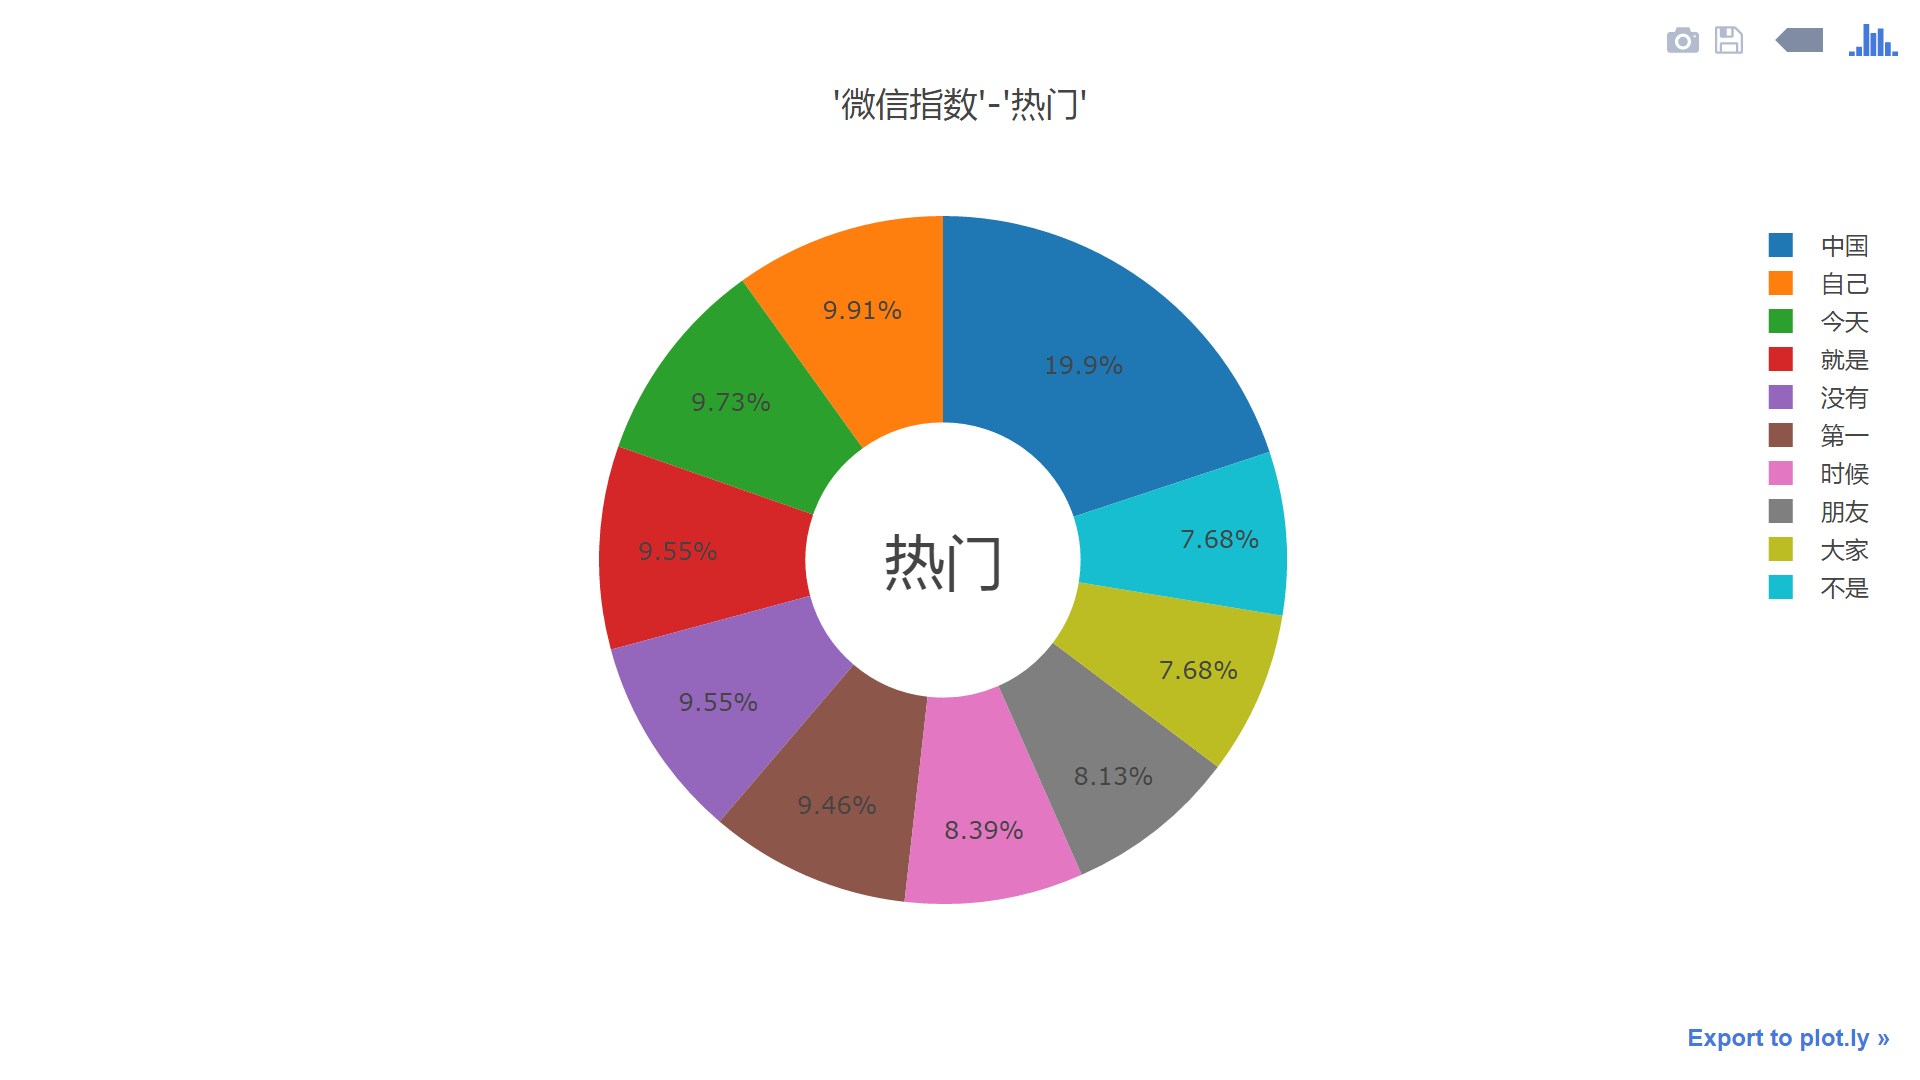 '微信指数'-'热门'
9.91%
19.9%
9.73%
7.68%
9.55%
热门
7.68%
9.55%
8.13%
9.46%
8.39%
中国
自己
今天
就是
没有
第一
时候
朋友
大家
不是
Export to plot.ly »